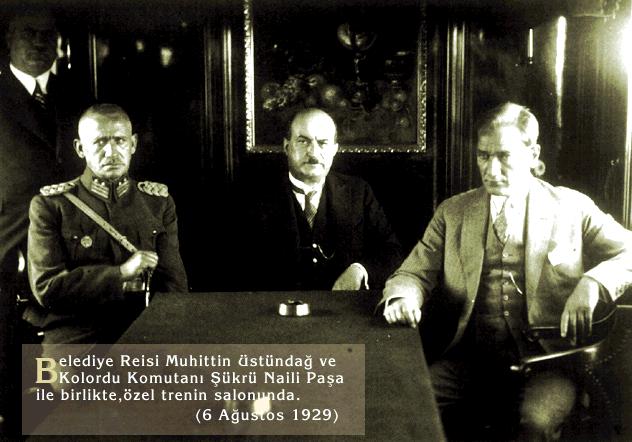 Belediye Reisi Muhittin Üstündağ ve
Kolordu Komutanı Şükrü Naili Paşa
ile birlikte,özel trenin salonunda.
(6 Ağustos 1929)